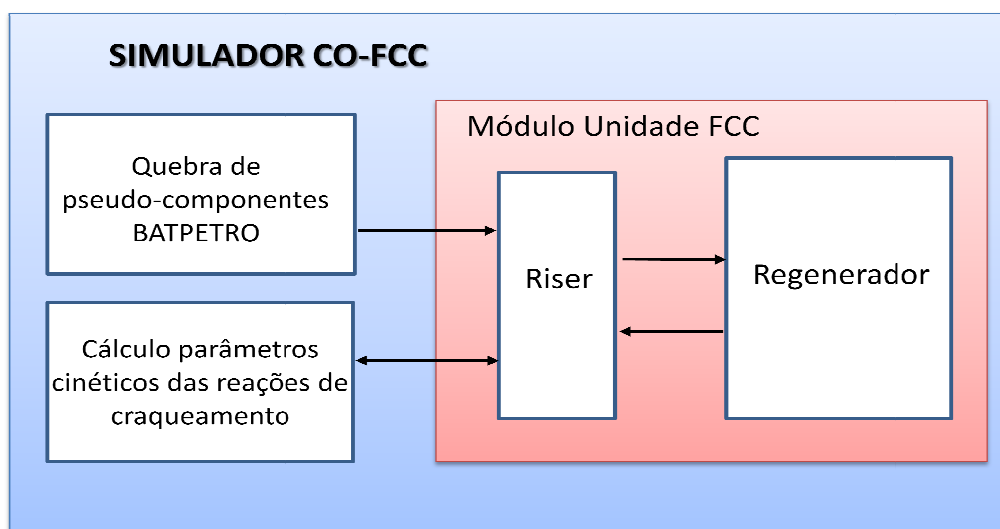 SIMULADOR CO-FCC
Quebra de
pseudo-componentes
BATPETRO
Cálculo parâmetros
cinéticos das reações de
craqueamento
Módulo Unidade FCC
Riser
Regenerador